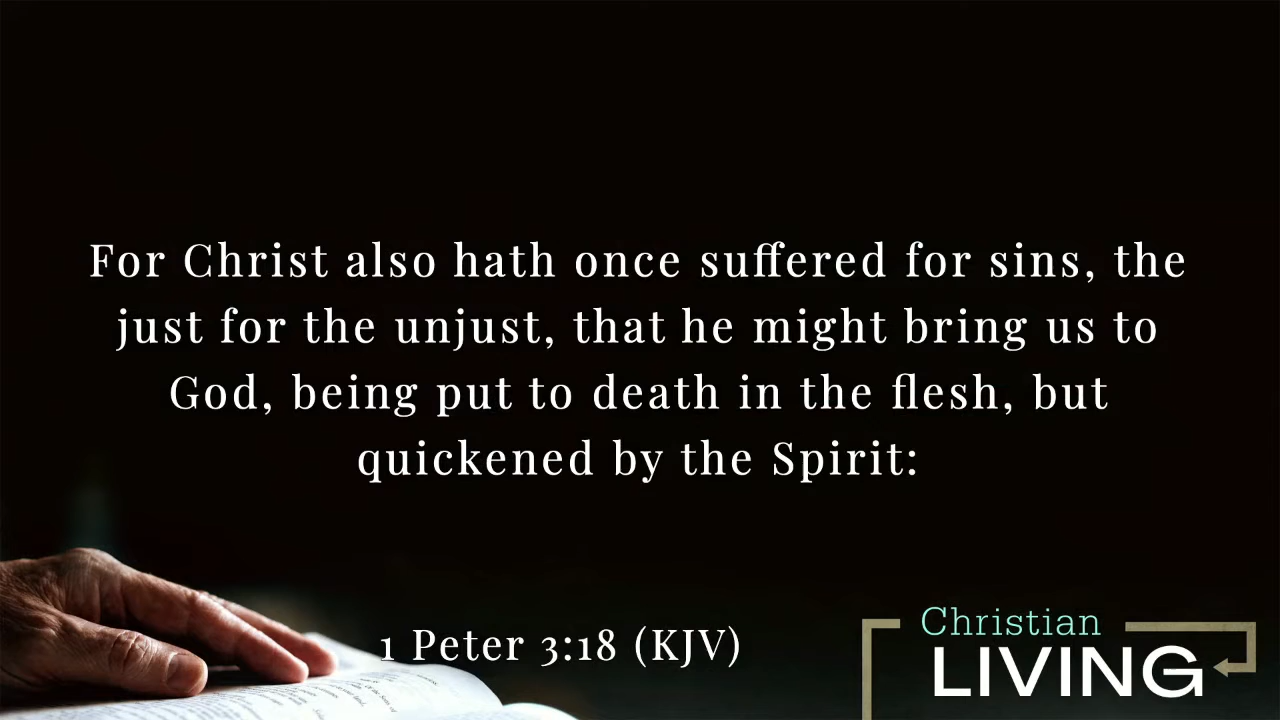 For Christ also hath once suffered for sins, the
just for the unjust, that he might bring us to
God, being put to death in the flesh, but
quickened by the Spirit:
1 Peter 3:18 (KJV)
Christian
LIVING